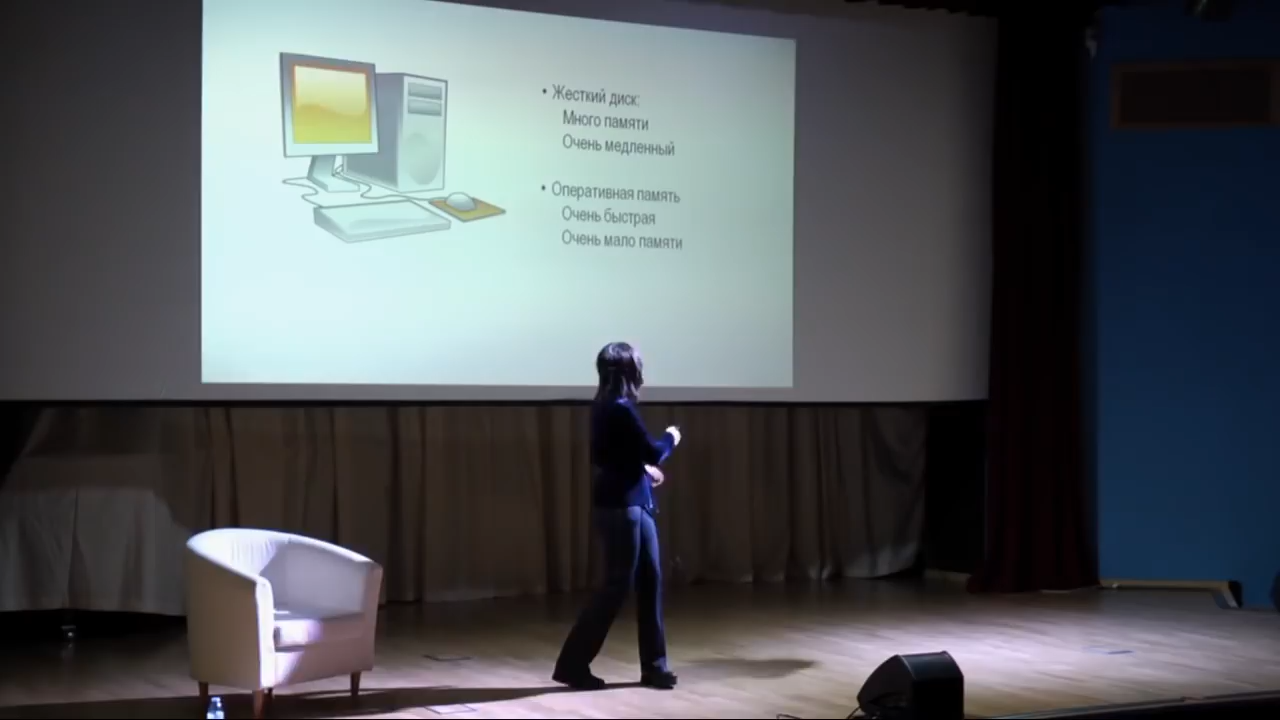 • Жесткий диск:
Много памяти
Очень медленный
• Оперативная память
Очень быстрая
Очень мало памяти